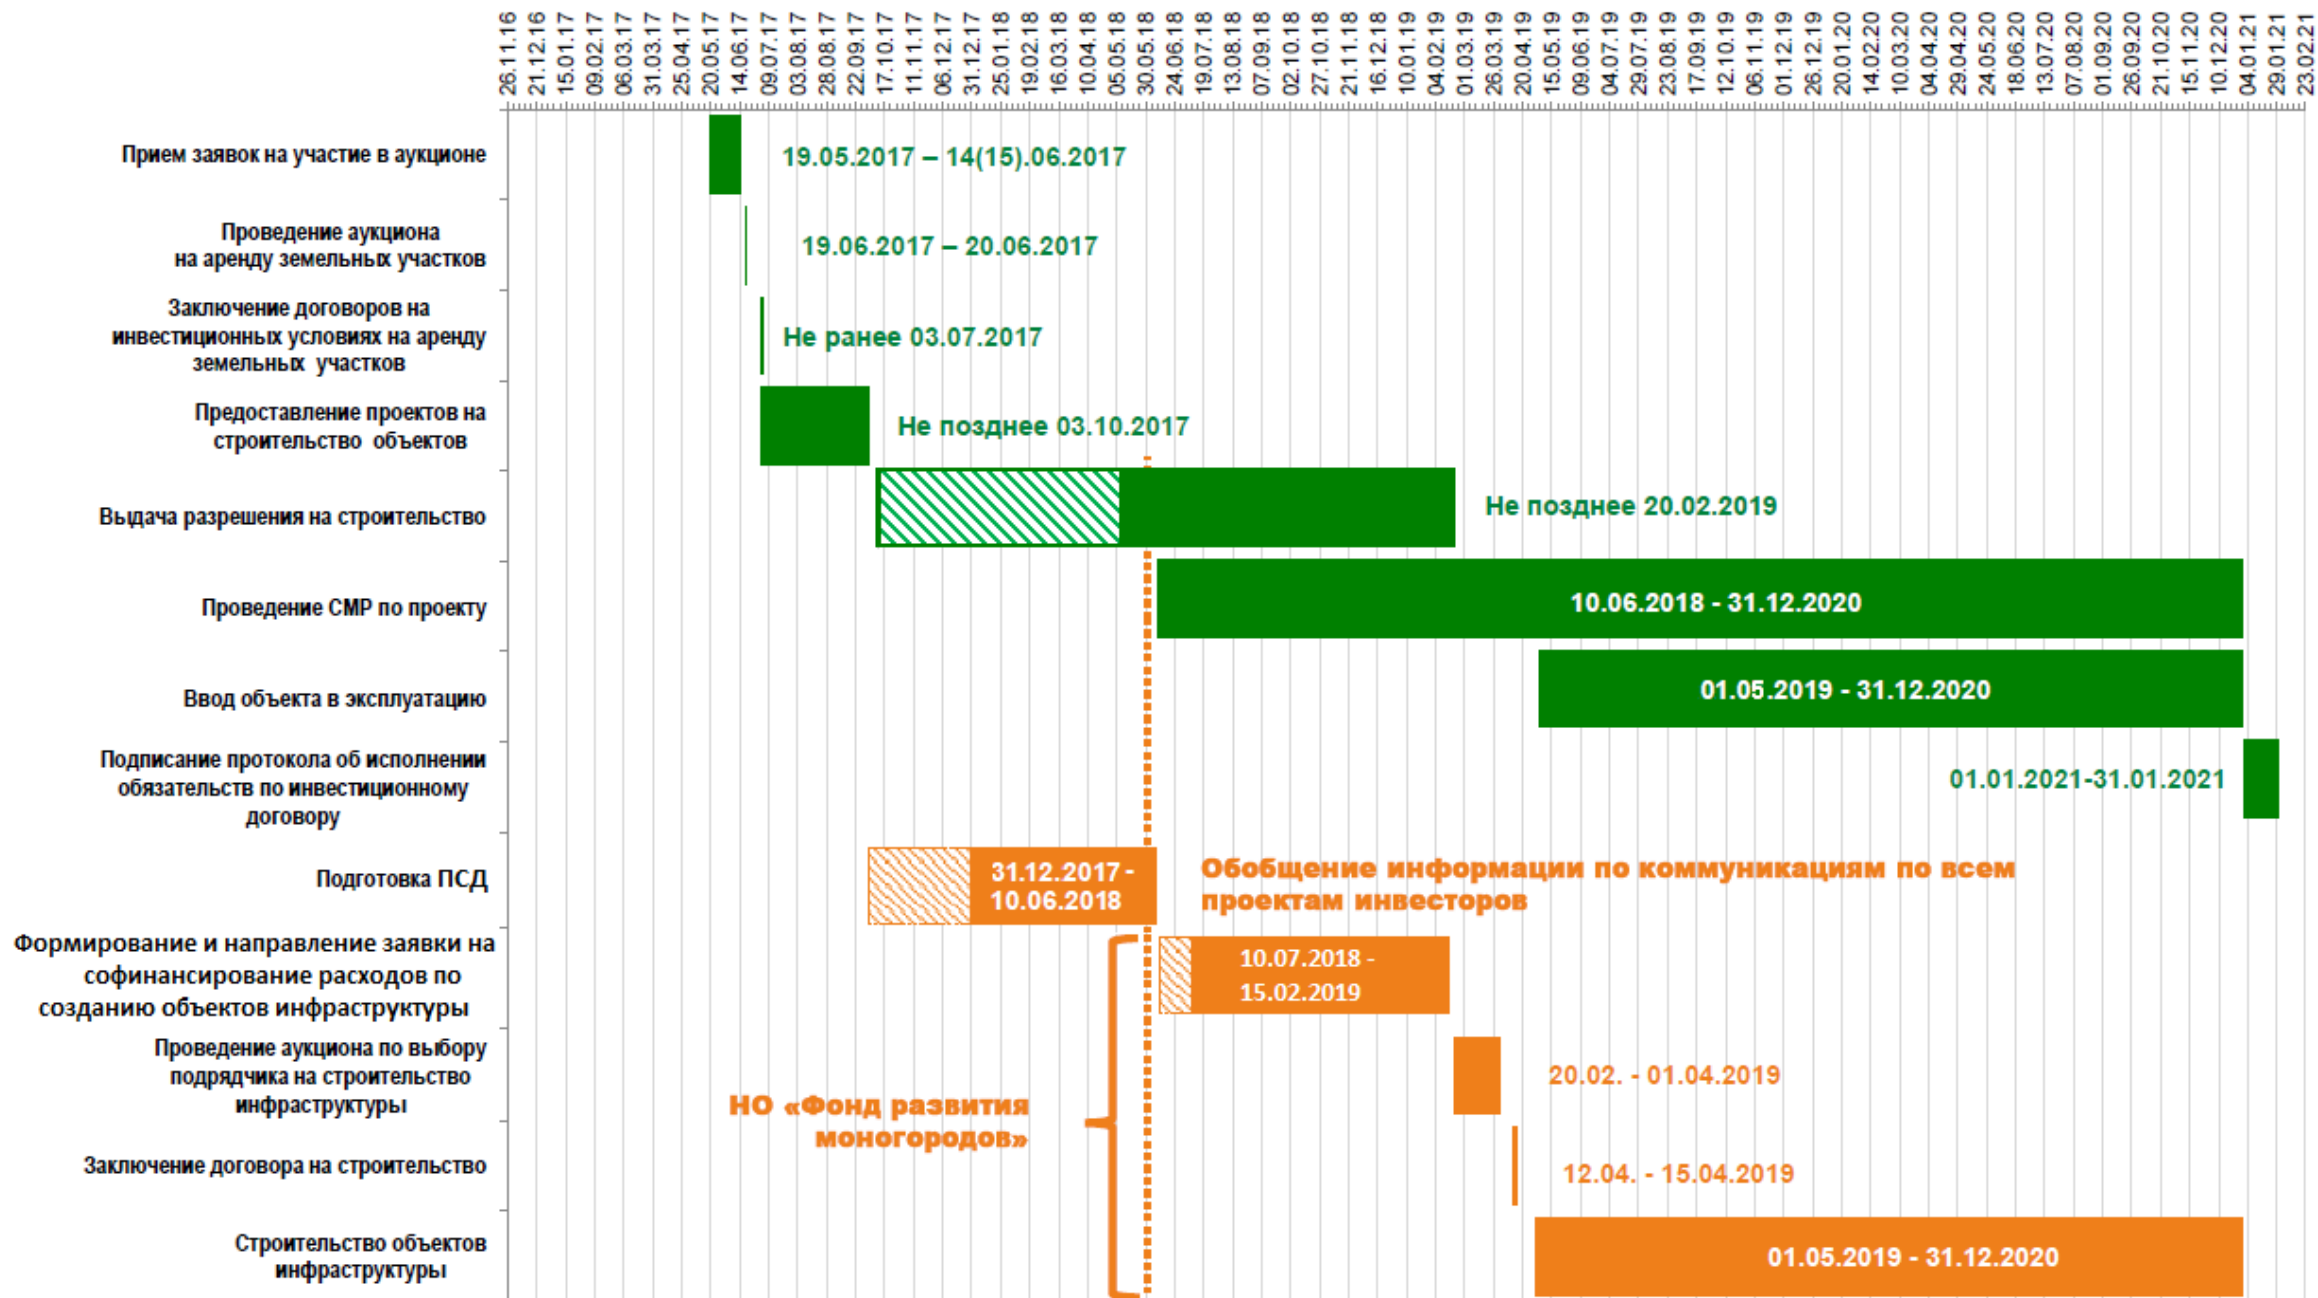 26.11.16
21.12.16
15.01.17
09.02.17
06.03.17
31.03.17
25.04.17
20.05.17
14.06.17
09.07.17
03.08.17
28.08.17
22.09.17
17.10.17
11.11.17
06.12.17
31.12.17
25.01.18
19.02.18
16.03.18
10.04.18
05.05.18
30.05.18
24.06.18
19.07.18
13.08.18
07.09.18
02.10.18
27.10.18
21.11.18
16.12.18
10.01.19
04.02.19
01.03.19
26.03.19
20.04.19
15.05.19
09.06.19
04.07.19
29.07.19
23.08.19
17.09.19
12.10.19
06.11.19
01.12.19
26.12.19
20.01.20
14.02.20
10.03.20
04.04.20
29.04.20
24.05.20
18.06.20
13.07.20
07.08.20
01.09.20
26.09.20
21.10.20
15.11.20
10.12.20
04.01.21
29.01.21
23.02.21
Прием заявок на участие в аукционе
19.05.2017 – 14(15).06.2017
Проведение аукциона
на аренду земельных участков
19.06.2017 – 20.06.2017
Заключение договоров на
инвестиционных условиях на аренду
земельных участков
Не ранее 03.07.2017
Предоставление проектов на
строительство объектов
Не позднее 03.10.2017
Выдача разрешения на строительство
Не позднее 20.02.2019
Проведение СМР по проекту
10.06.2018 - 31.12.2020
Ввод объекта в эксплуатацию
01.05.2019 - 31.12.2020
Подписание протокола об исполнении
обязательств по инвестиционному
договору
01.01.2021-31.01.2021
Подготовка ПСД
31.12.2017 -
10.06.2018
Обобщение информации по коммуникациям по всем
проектам инвесторов
Формирование и направление заявки на
софинансирование расходов по
созданию объектов инфраструктуры
10.07.2018 -
15.02.2019
Проведение аукциона по выбору
подрядчика на строительство
инфраструктуры
20.02. - 01.04.2019
НО «Фонд развития
моногородов»
Заключение договора на строительство
12.04. - 15.04.2019
Строительство объектов
инфраструктуры
01.05.2019 - 31.12.2020